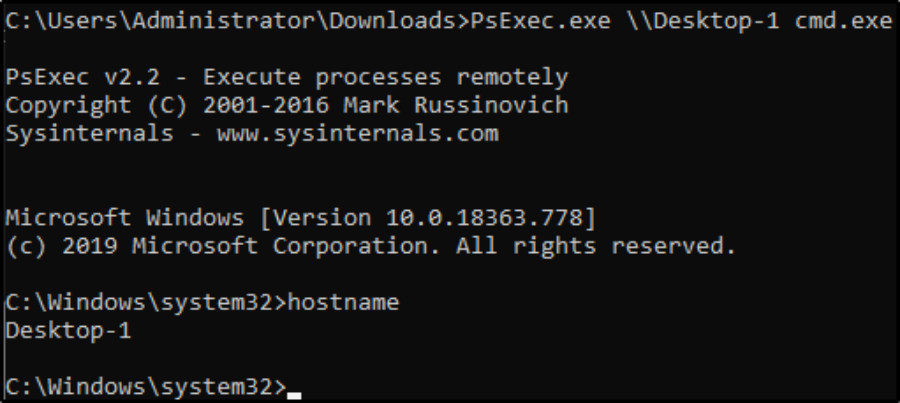 C:\Users\Administrator\Downloads>PsExec.exe \\Desktop-1 cmd.exe
PsExec v2.2 - Execute processes remotely
Copyright (C) 2001-2016 Mark Russinovich
Sysinternals - www.sysinternals.com
Microsoft Windows [Version 10.0.18363.778]
(c) 2019 Microsoft Corporation. All rights reserved.
C:\Windows\system32>hostname
Desktop-1
C:\Windows\system32>